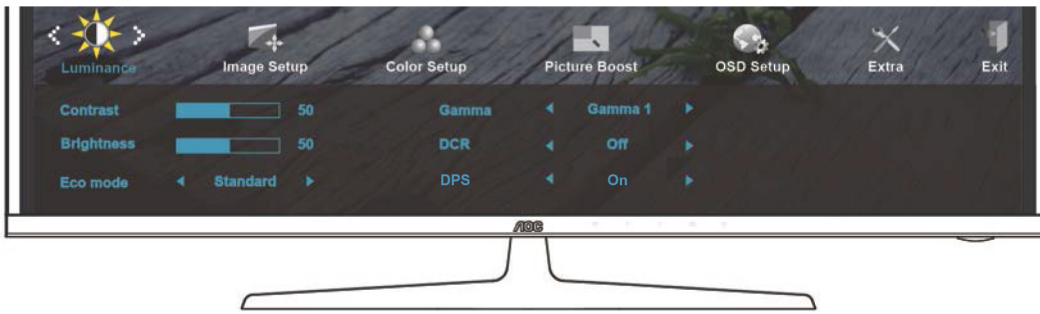 Luminance Image Setup Color Setup Picture Boost OSD Setup Extra Exit
Contrast 50 Gamma Gamma 1
Brightness 50 DCR Off
Eco mode Standard DPS On
AOC